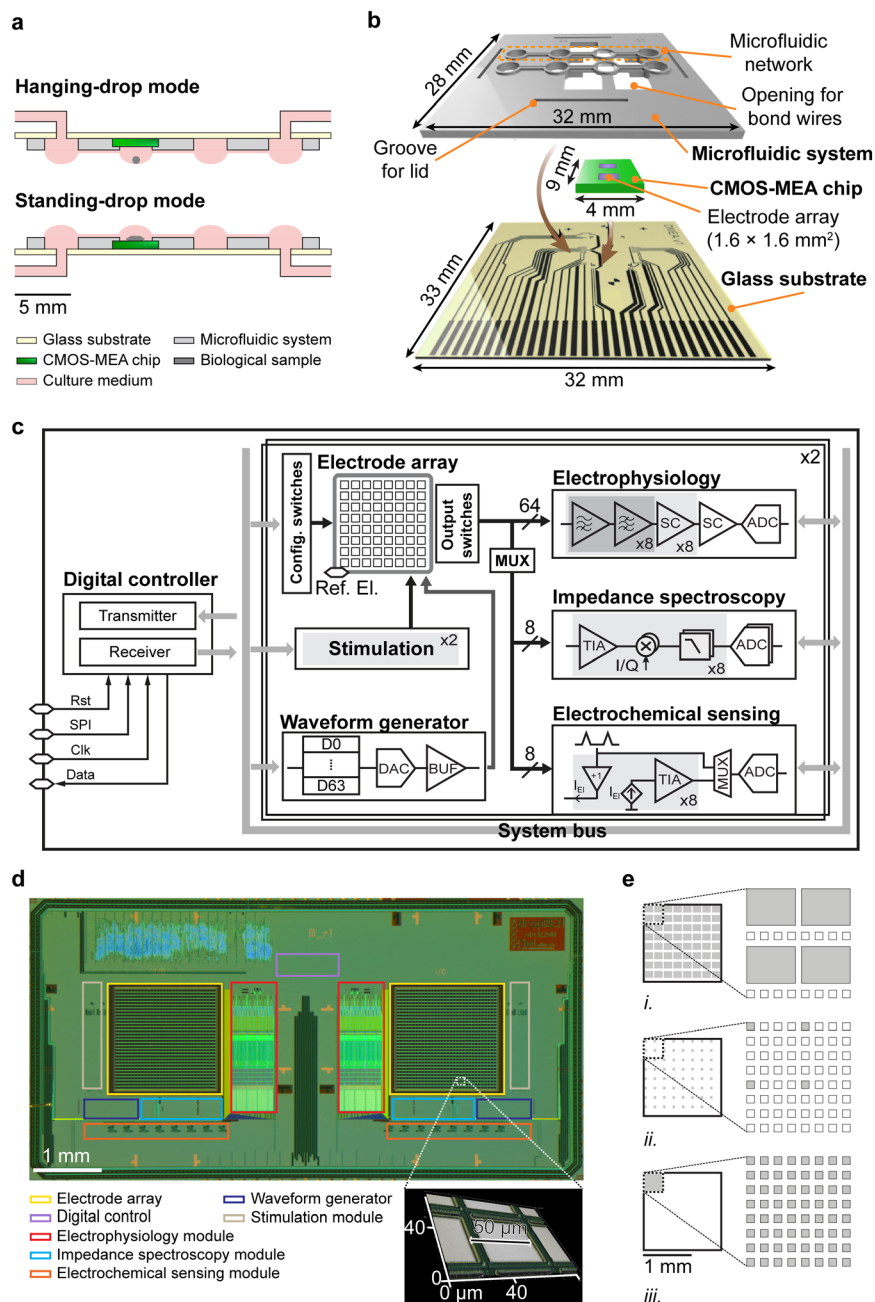 a
Hanging-drop mode
Standing-drop mode
5 mm
Glass substrate
CMOS-MEA chip
Culture medium
Microfluidic system
Biological sample
b
28 mm
32 mm
Groove
for lid
Microfluidic
network
Opening for
bond wires
Microfluidic system
9 mm
4 mm
CMOS-MEA chip
Electrode array
(1.6 × 1.6 mm²)
33 mm
Glass substrate
32 mm
c
x2
Digital controller
Transmitter
Receiver
Rst
SPI
Clk
Data
Config. switches
Electrode array
Ref. El.
Output
switches
64
MUX
8
8
Stimulation x2
Waveform generator
D0
D63
DAC
BUF
Electrophysiology
x8
SC
x8
SC
ADC
Impedance spectroscopy
TIA
I/Q
x8
ADC
Electrochemical sensing
+1
I_El
I_El
TIA
x8
MUX
ADC
System bus
d
1 mm
Electrode array
Digital control
Electrophysiology module
Impedance spectroscopy module
Electrochemical sensing module
Waveform generator
Stimulation module
50 µm
40
0
0 µm
40
e
i.
ii.
1 mm
iii.